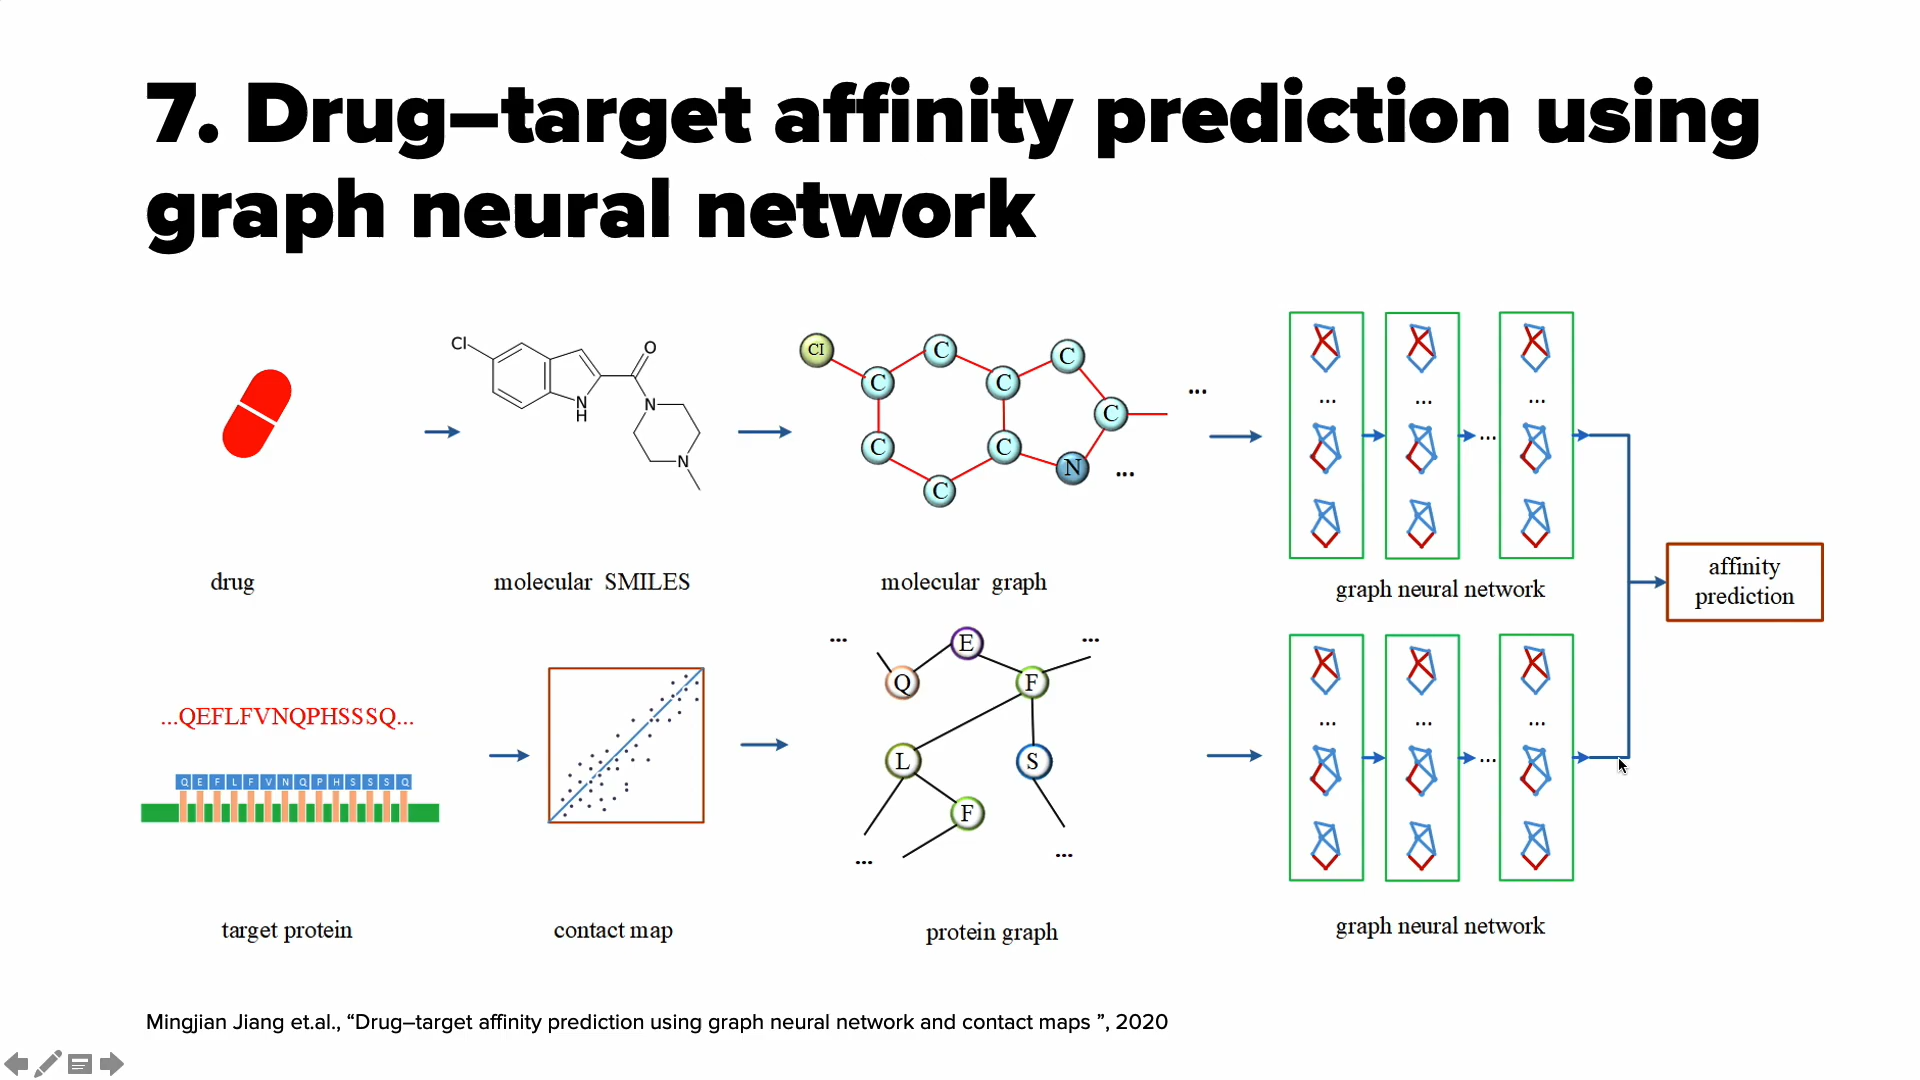 7. Drug–target affinity prediction using
graph neural network
Cl
O
N
H
N
N
CI
C
C
C
C
C
C
C
C
N
...
...
...
...
...
...
drug
molecular SMILES
molecular graph
graph neural network
affinity
prediction
...QEFLFVNQPHSSSQ...
Q E F L F V N Q P H S S S Q
...
E
...
Q
F
L
S
F
...
...
...
...
...
...
target protein
contact map
protein graph
graph neural network
Mingjian Jiang et.al., “Drug–target affinity prediction using graph neural network and contact maps ”, 2020